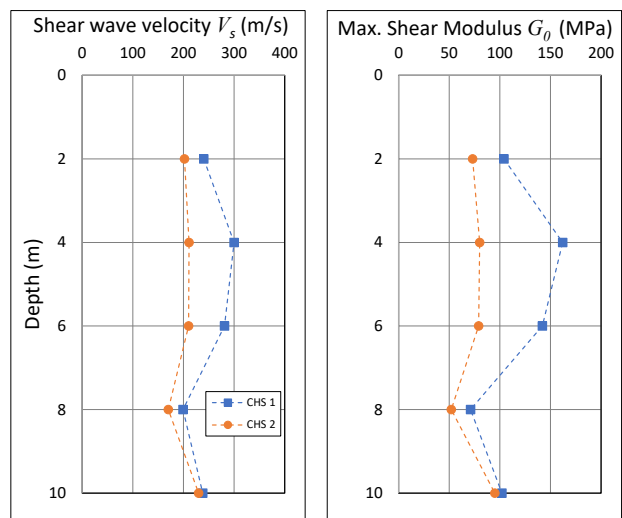 Shear wave velocity Vs (m/s)
0 100 200 300 400
0
2
4
6
8
10
Depth (m)
CHS 1
CHS 2
Max. Shear Modulus G0 (MPa)
0 50 100 150 200
0
2
4
6
8
10